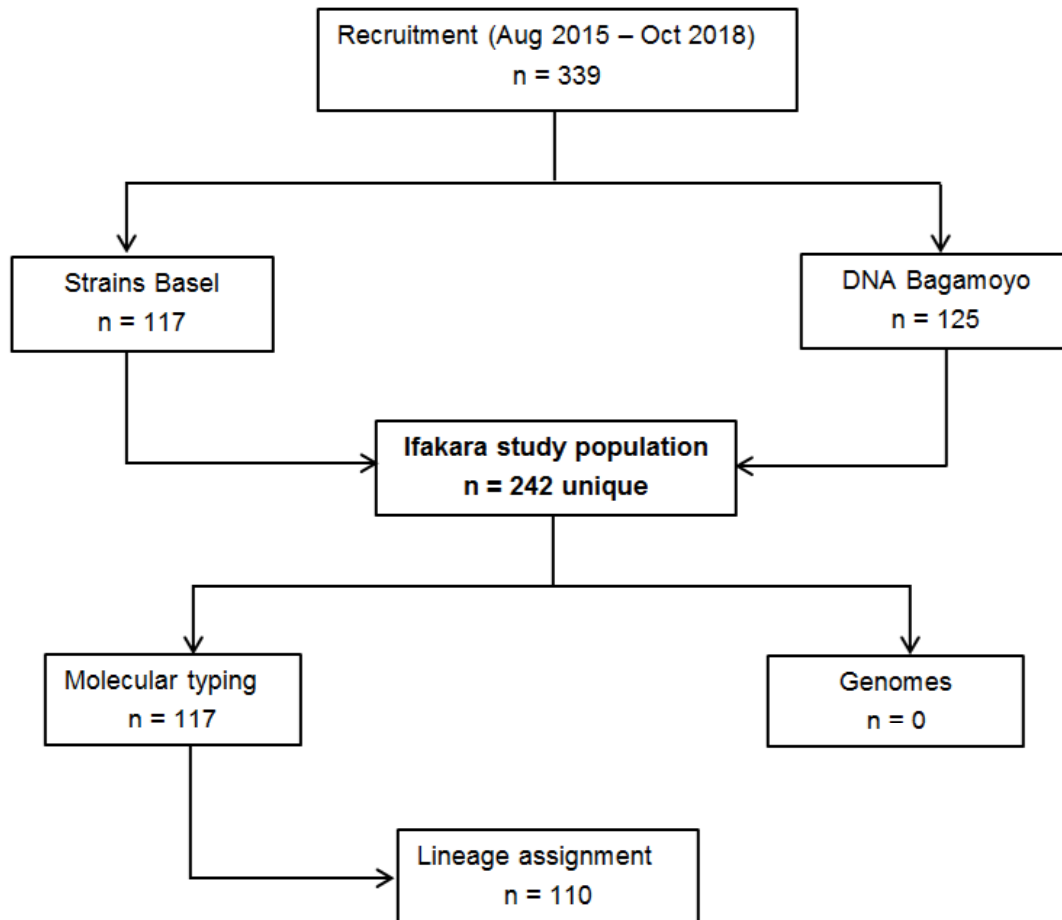 Recruitment (Aug 2015 – Oct 2018)
n = 339
Strains Basel
n = 117
DNA Bagamoyo
n = 125
Ifakara study population
n = 242 unique
Molecular typing
n = 117
Genomes
n = 0
Lineage assignment
n = 110